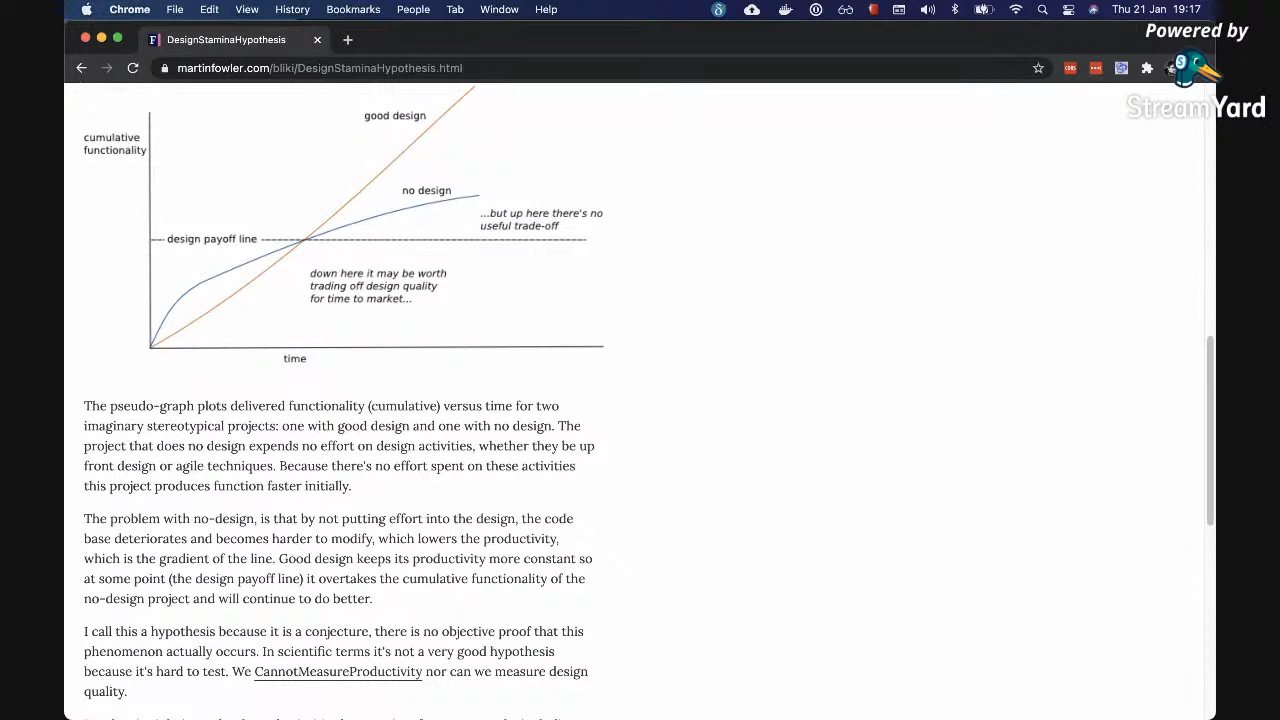 Chrome File Edit View History Bookmarks People Tab Window Help Thu 21 Jan 19:17
Powered by
StreamYard
DesignStaminaHypothesis
martinfowler.com/bliki/DesignStaminaHypothesis.html
good design
cumulative
functionality
no design
...but up here there's no
useful trade-off
design payoff line
down here it may be worth
trading off design quality
for time to market...
time
The pseudo-graph plots delivered functionality (cumulative) versus time for two
imaginary stereotypical projects: one with good design and one with no design. The
project that does no design expends no effort on design activities, whether they be up
front design or agile techniques. Because there's no effort spent on these activities
this project produces function faster initially.
The problem with no-design, is that by not putting effort into the design, the code
base deteriorates and becomes harder to modify, which lowers the productivity,
which is the gradient of the line. Good design keeps its productivity more constant so
at some point (the design payoff line) it overtakes the cumulative functionality of the
no-design project and will continue to do better.
I call this a hypothesis because it is a conjecture, there is no objective proof that this
phenomenon actually occurs. In scientific terms it's not a very good hypothesis
because it's hard to test. We CannotMeasureProductivity nor can we measure design
quality.